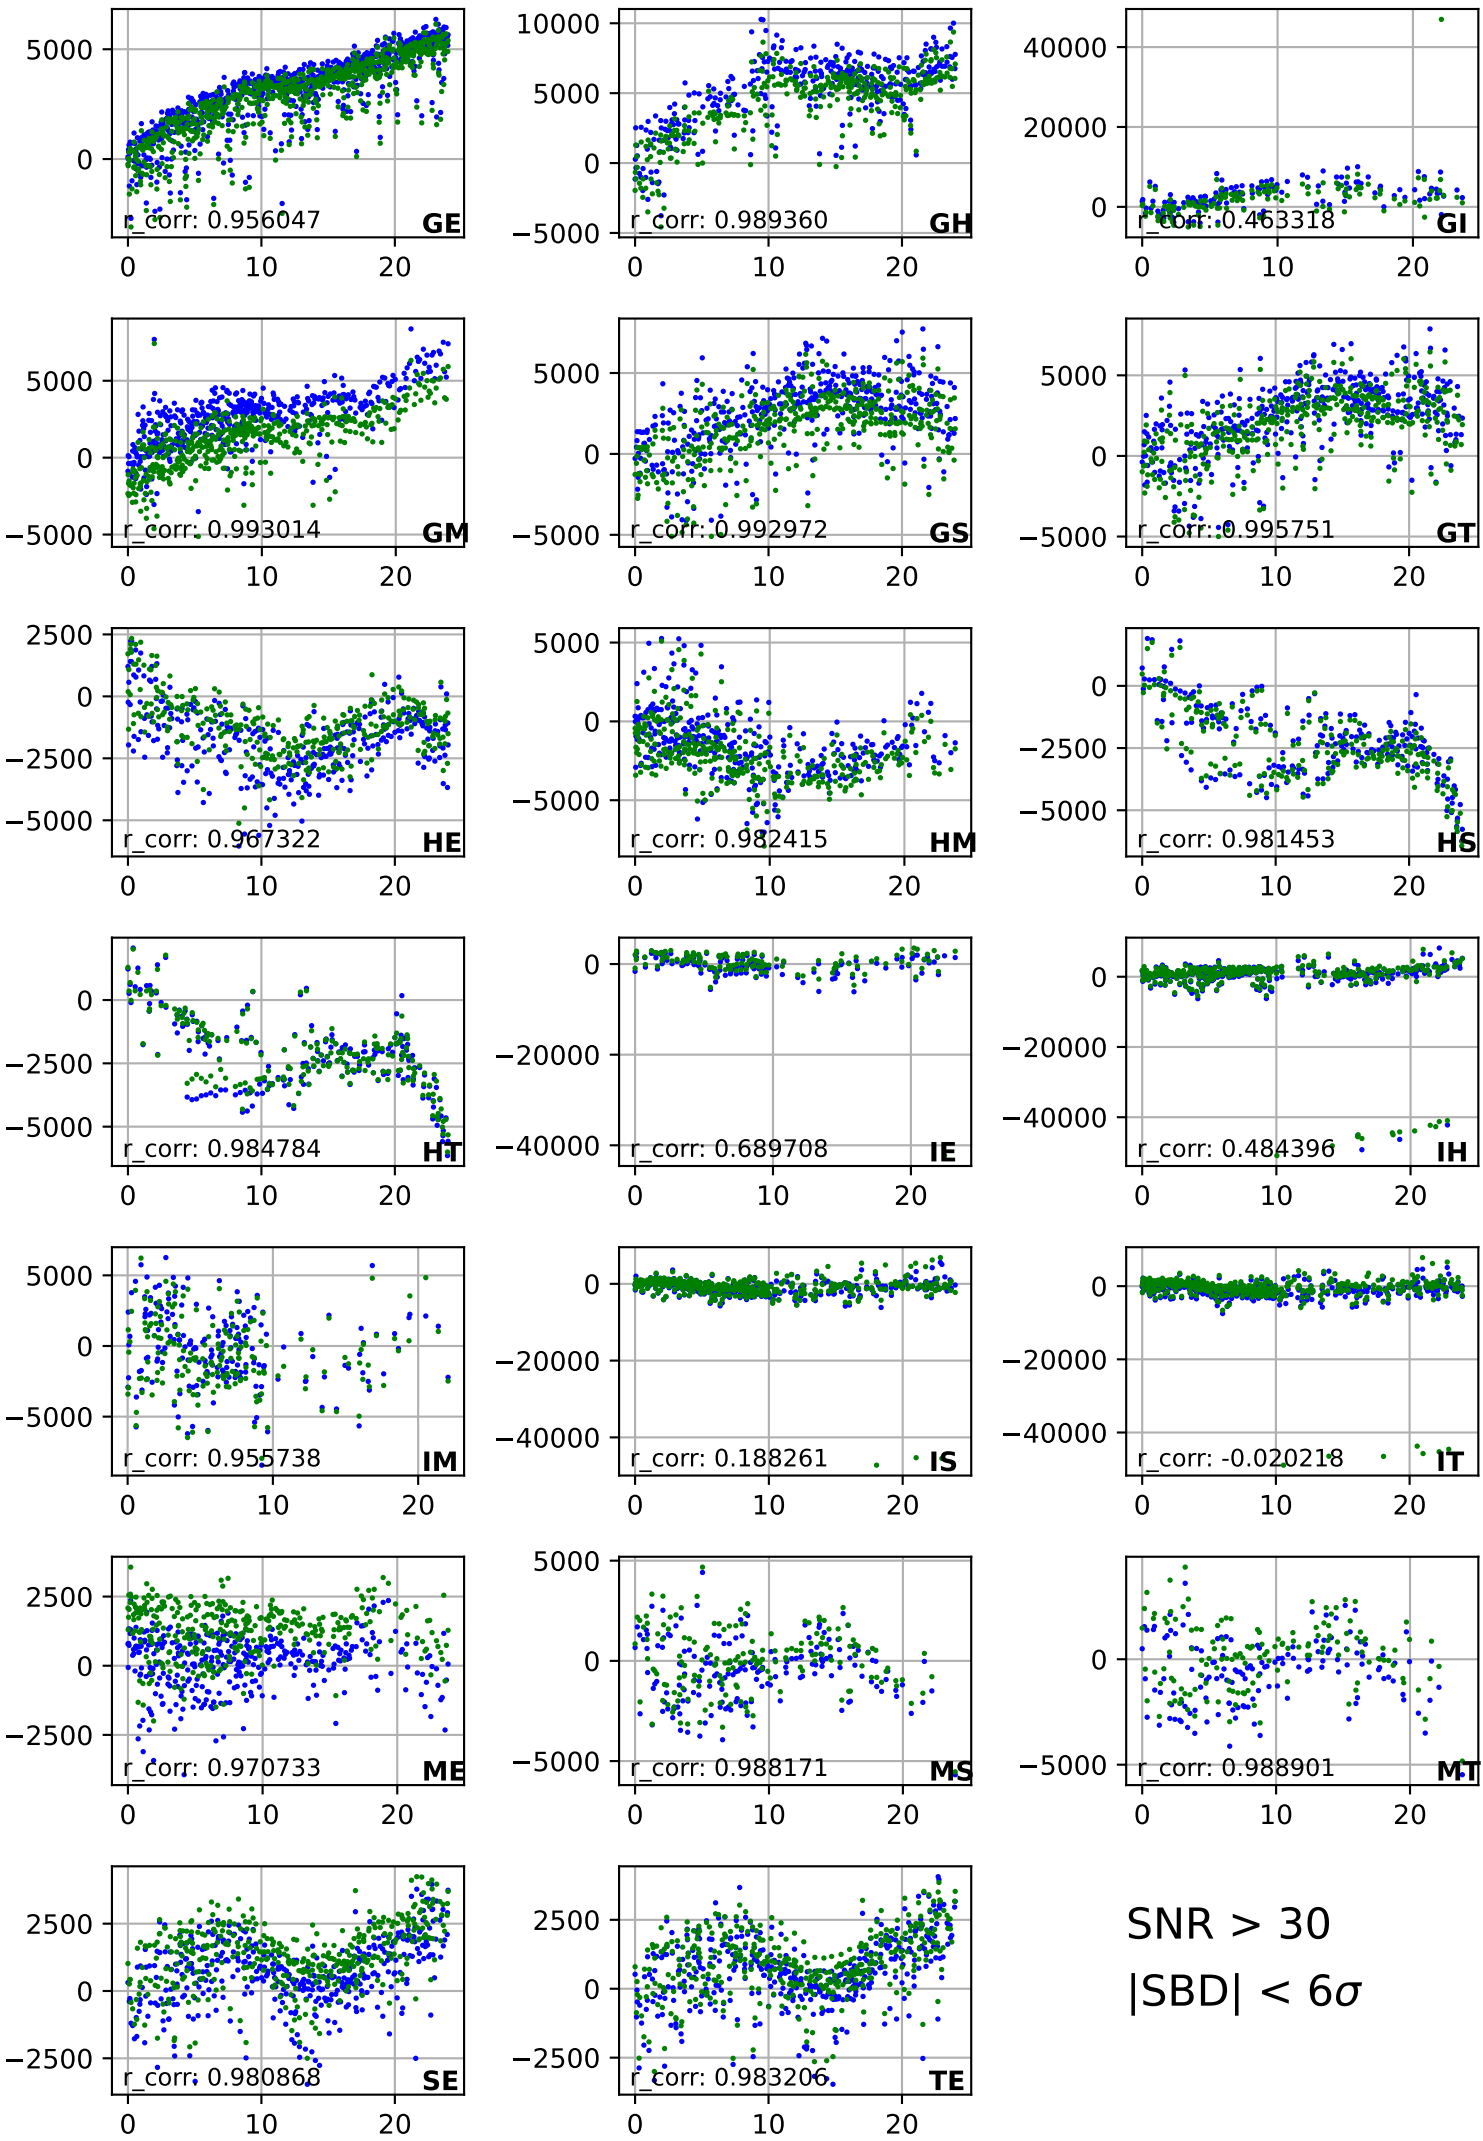 5000
0
r_corr: 0.956047
GE
0 10 20
10000
5000
0
−5000
r_corr: 0.989360
GH
0 10 20
40000
20000
0
r_corr: 0.463318
GI
0 10 20
5000
0
−5000
r_corr: 0.993014
GM
0 10 20
5000
0
−5000
r_corr: 0.992972
GS
0 10 20
5000
0
−5000
r_corr: 0.995751
GT
0 10 20
2500
0
−2500
−5000
r_corr: 0.967322
HE
0 10 20
5000
0
−5000
r_corr: 0.982415
HM
0 10 20
0
−2500
−5000
r_corr: 0.981453
HS
0 10 20
0
−2500
−5000
r_corr: 0.984784
HT
0 10 20
0
−20000
−40000
r_corr: 0.689708
IE
0 10 20
0
−20000
−40000
r_corr: 0.484396
IH
0 10 20
5000
0
−5000
r_corr: 0.955738
IM
0 10 20
0
−20000
−40000
r_corr: 0.188261
IS
0 10 20
0
−20000
−40000
r_corr: -0.020218
IT
0 10 20
2500
0
−2500
r_corr: 0.970733
ME
0 10 20
5000
0
−5000
r_corr: 0.988171
MS
0 10 20
0
−5000
r_corr: 0.988901
MT
0 10 20
2500
0
−2500
r_corr: 0.980868
SE
0 10 20
2500
0
−2500
r_corr: 0.983206
TE
0 10 20
SNR > 30
|SBD| < 6σ